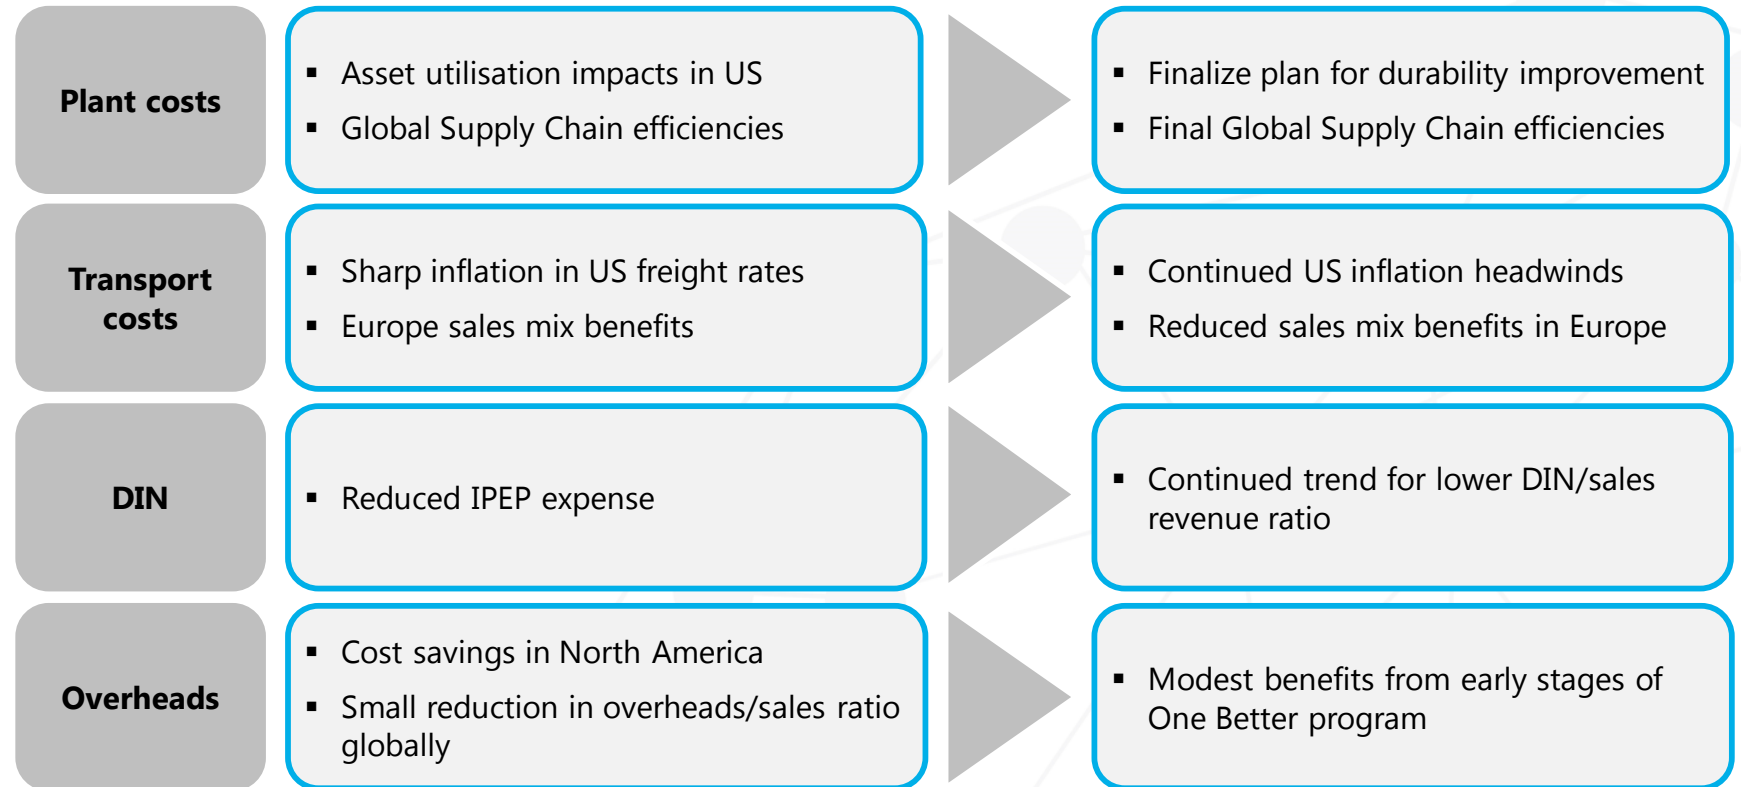 Plant costs
▪ Asset utilisation impacts in US
▪ Global Supply Chain efficiencies
▪ Finalize plan for durability improvement
▪ Final Global Supply Chain efficiencies
Transport
costs
▪ Sharp inflation in US freight rates
▪ Europe sales mix benefits
▪ Continued US inflation headwinds
▪ Reduced sales mix benefits in Europe
DIN
▪ Reduced IPEP expense
▪ Continued trend for lower DIN/sales
revenue ratio
Overheads
▪ Cost savings in North America
▪ Small reduction in overheads/sales ratio
globally
▪ Modest benefits from early stages of
One Better program